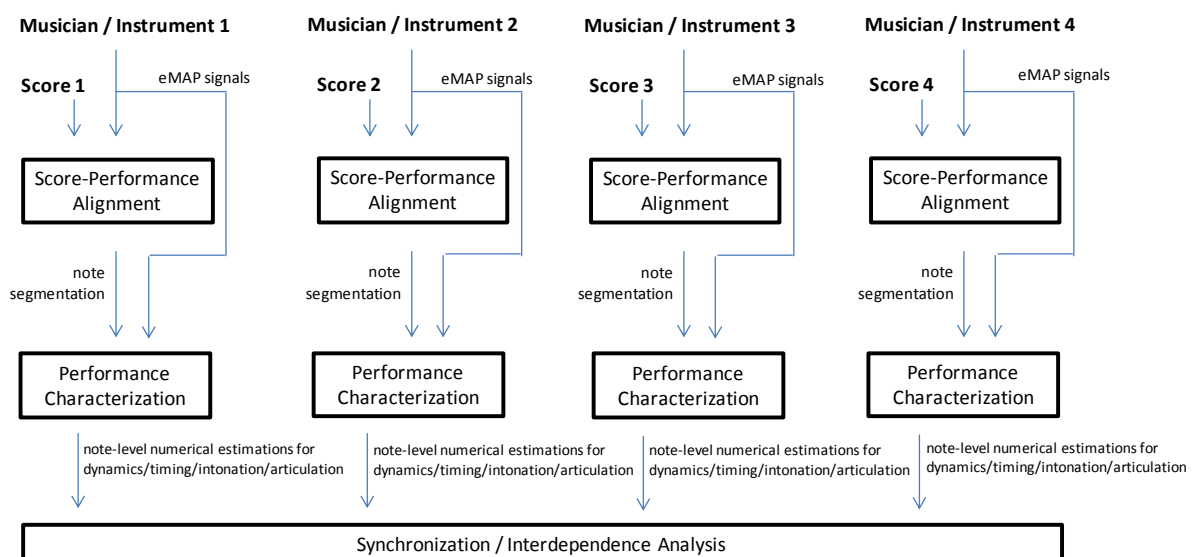 Musician / Instrument 1
Musician / Instrument 2
Musician / Instrument 3
Musician / Instrument 4
eMAP signals
eMAP signals
eMAP signals
eMAP signals
Score 1
Score 2
Score 3
Score 4
Score-Performance
Alignment
Score-Performance
Alignment
Score-Performance
Alignment
Score-Performance
Alignment
note
segmentation
note
segmentation
note
segmentation
note
segmentation
Performance
Characterization
Performance
Characterization
Performance
Characterization
Performance
Characterization
note-level numerical estimations for
dynamics/timing/intonation/articulation
note-level numerical estimations for
dynamics/timing/intonation/articulation
note-level numerical estimations for
dynamics/timing/intonation/articulation
note-level numerical estimations for
dynamics/timing/intonation/articulation
Synchronization / Interdependence Analysis